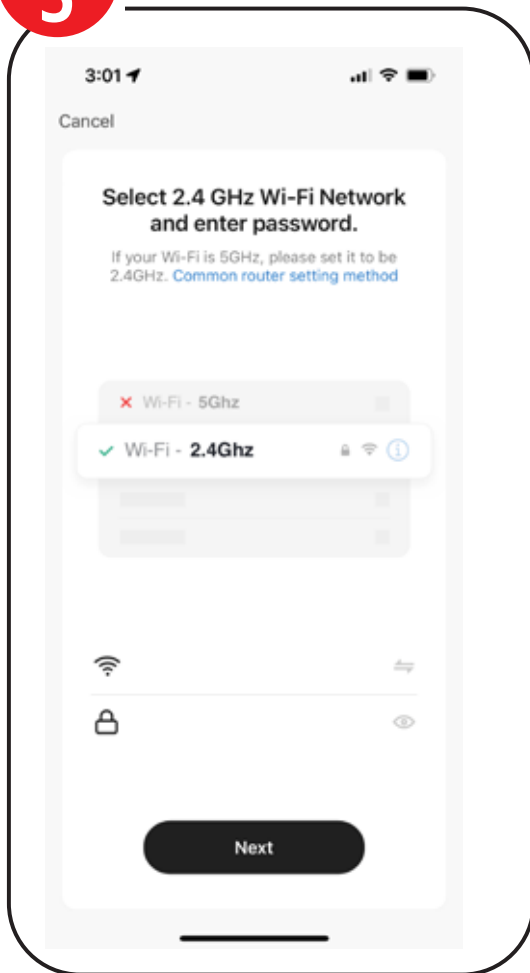 3:01
Cancel
Select 2.4 GHz Wi-Fi Network
and enter password.
If your Wi-Fi is 5GHz, please set it to be
2.4GHz. Common router setting method
Wi-Fi - 5Ghz
Wi-Fi - 2.4Ghz
Next